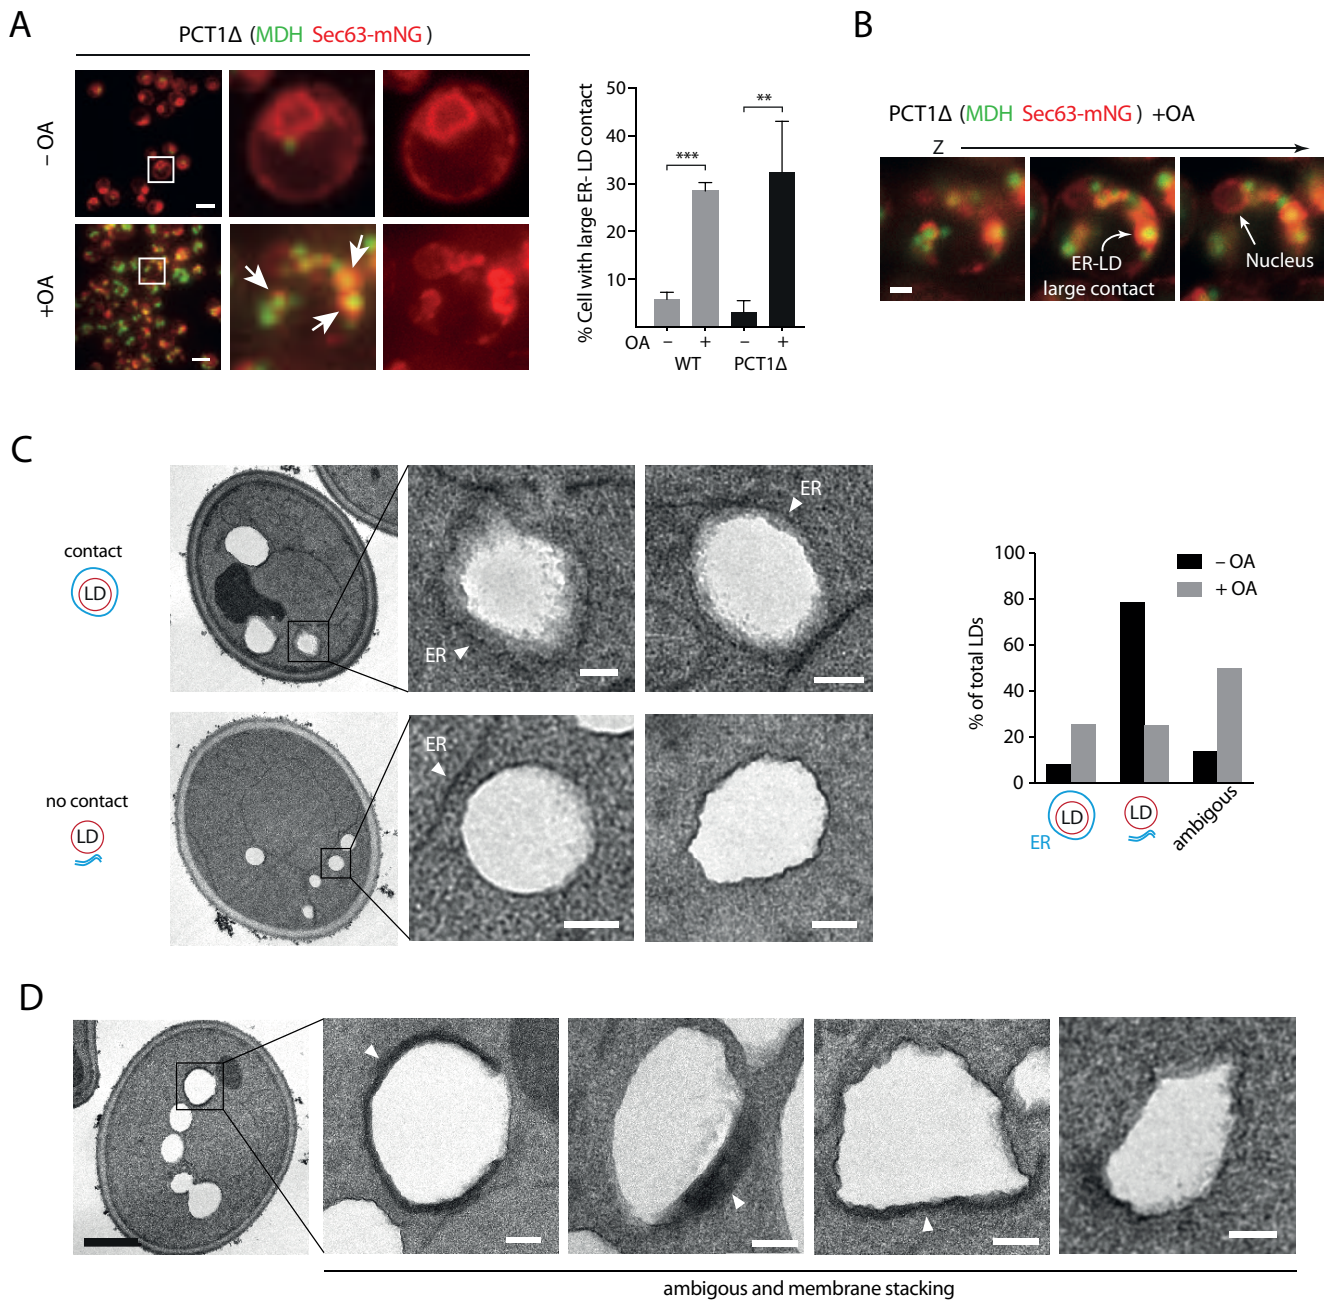 A
PCT1Δ (MDH Sec63-mNG)
– OA
+OA
% Cell with large ER- LD contact
50
40
30
20
10
***
**
OA – + – +
WT PCT1Δ
B
PCT1Δ (MDH Sec63-mNG) +OA
Z
ER-LD
large contact
Nucleus
C
contact
LD
ER
ER
no contact
LD
ER
% of total LDs
100
80
60
40
20
0
– OA
+ OA
ER
LD
LD
ambigous
D
ambigous and membrane stacking